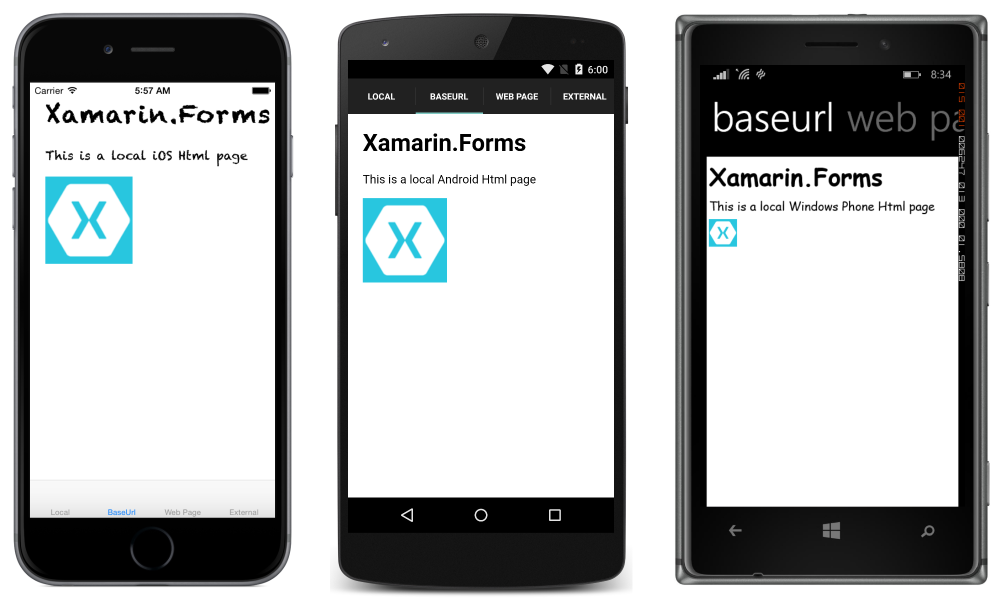 Carrier
5:57 AM
Xamarin.Forms
This is a local iOS Html page
X
Local
BaseUrl
Web Page
External
6:00
LOCAL
BASEURL
WEB PAGE
EXTERNAL
Xamarin.Forms
This is a local Android Html page
X
8:34
baseurl
web pa
Xamarin.Forms
This is a local Windows Phone Html page
X